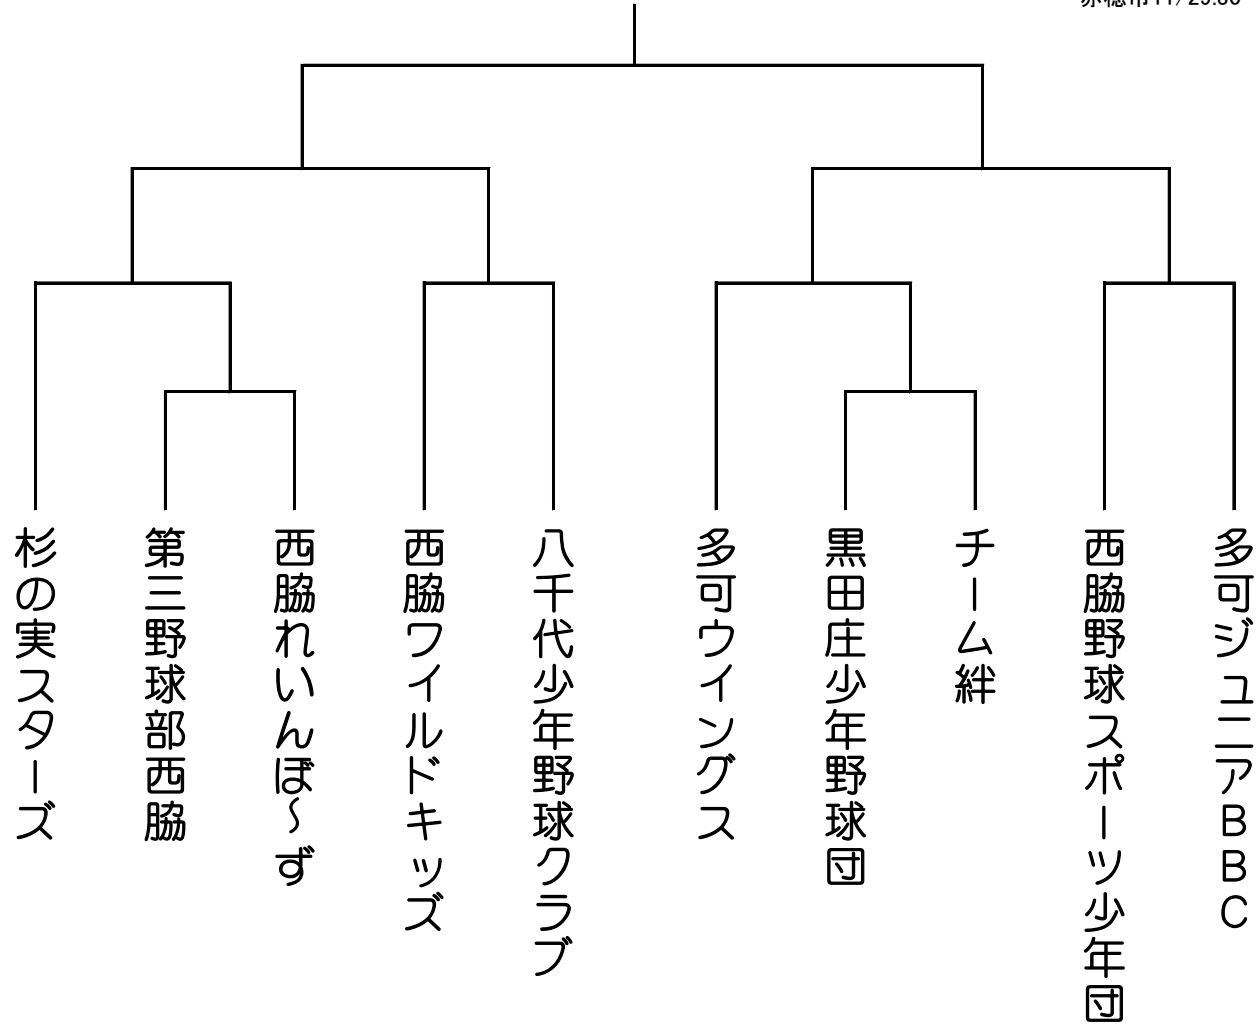 杉の実スターズ
第三野球部西脇
西脇れいんぼ～ず
西脇ワイルドキッズ
八千代少年野球クラブ
多可ウイングス
黒田庄少年野球団
チーム絆
西脇野球スポーツ少年団
多可ジュニアＢＢＣ